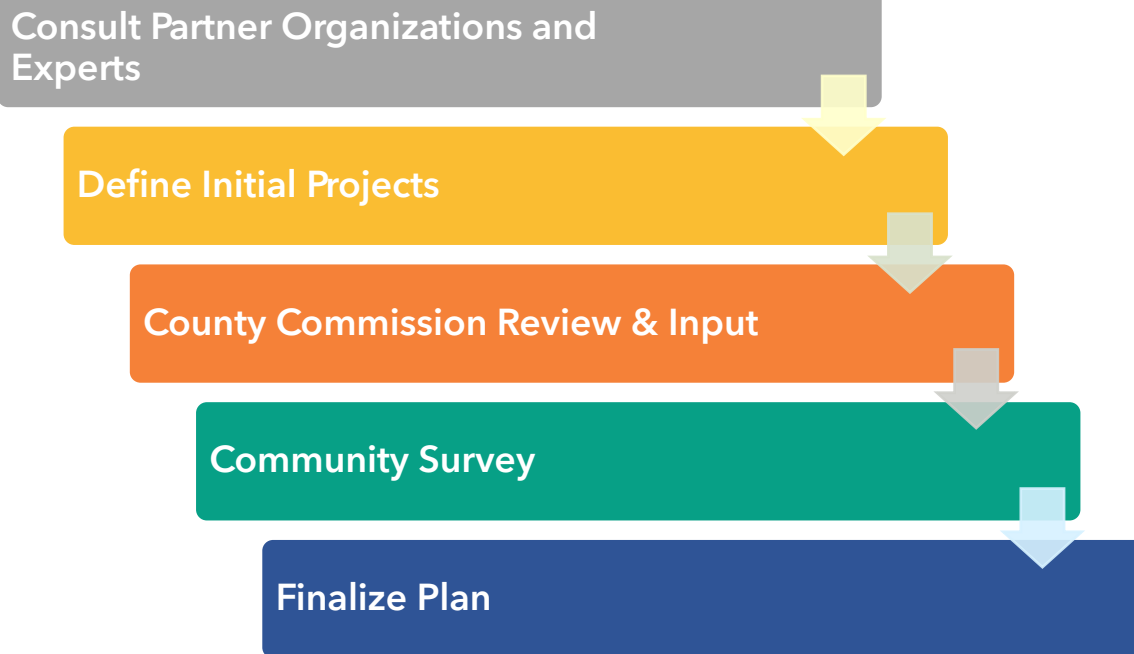 Consult Partner Organizations and
Experts
Define Initial Projects
County Commission Review & Input
Community Survey
Finalize Plan